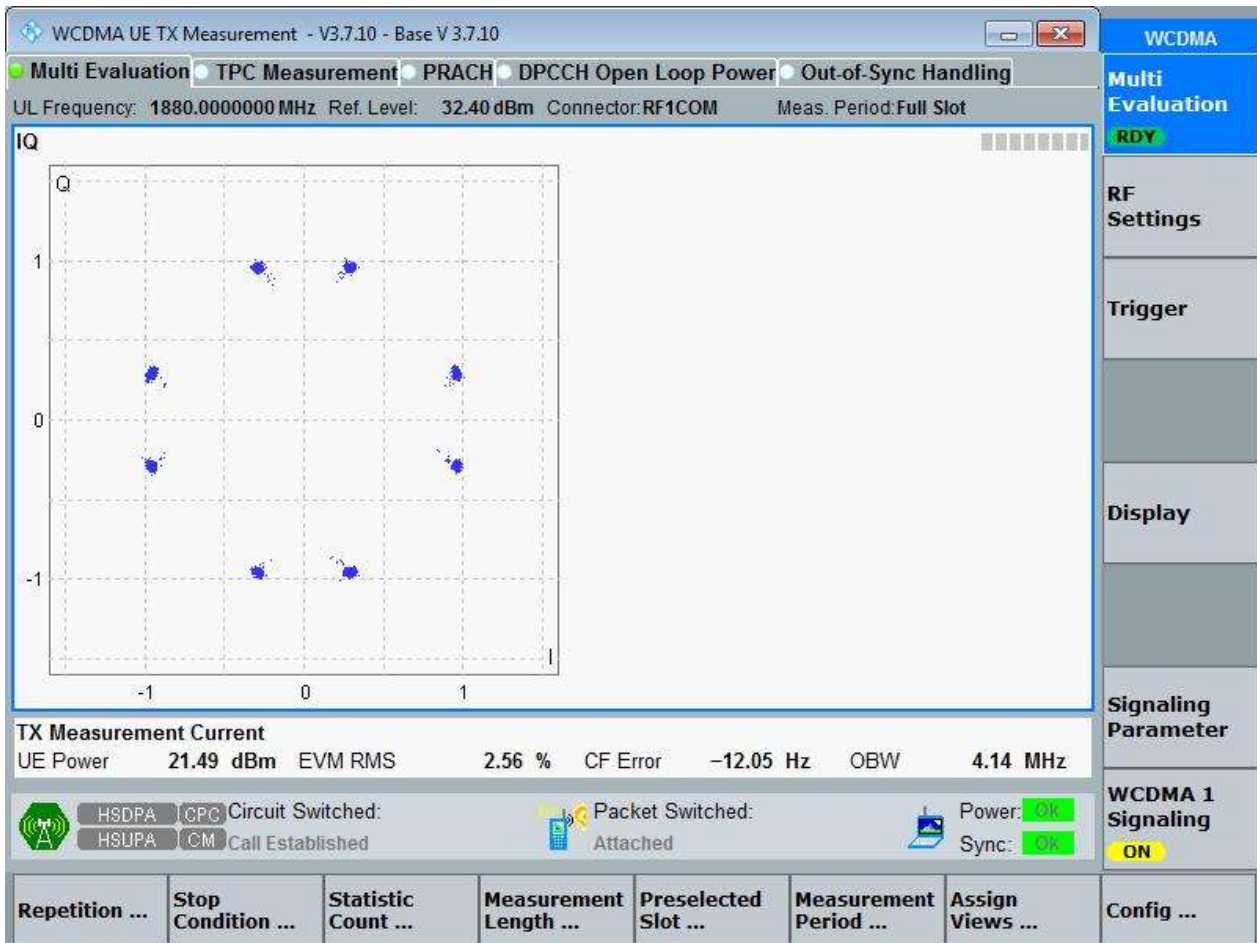 WCDMA UE TX Measurement - V3.7.10 - Base V 3.7.10
WCDMA
Multi Evaluation TPC Measurement PRACH DPCCH Open Loop Power Out-of-Sync Handling
UL Frequency: 1880.0000000 MHz Ref. Level: 32.40 dBm Connector: RF1COM Meas. Period: Full Slot
Multi
Evaluation
RDY
IQ
Q
1
0
-1
I
-1 0 1
RF
Settings
Trigger
Display
Signaling
Parameter
WCDMA 1
Signaling
ON
TX Measurement Current
UE Power 21.49 dBm EVM RMS 2.56 % CF Error −12.05 Hz OBW 4.14 MHz
HSDPA CPC Circuit Switched: Packet Switched: Power: Ok
HSUPA CM Call Established Attached Sync: Ok
Repetition ...
Stop
Condition ...
Statistic
Count ...
Measurement
Length ...
Preselected
Slot ...
Measurement
Period ...
Assign
Views ...
Config ...